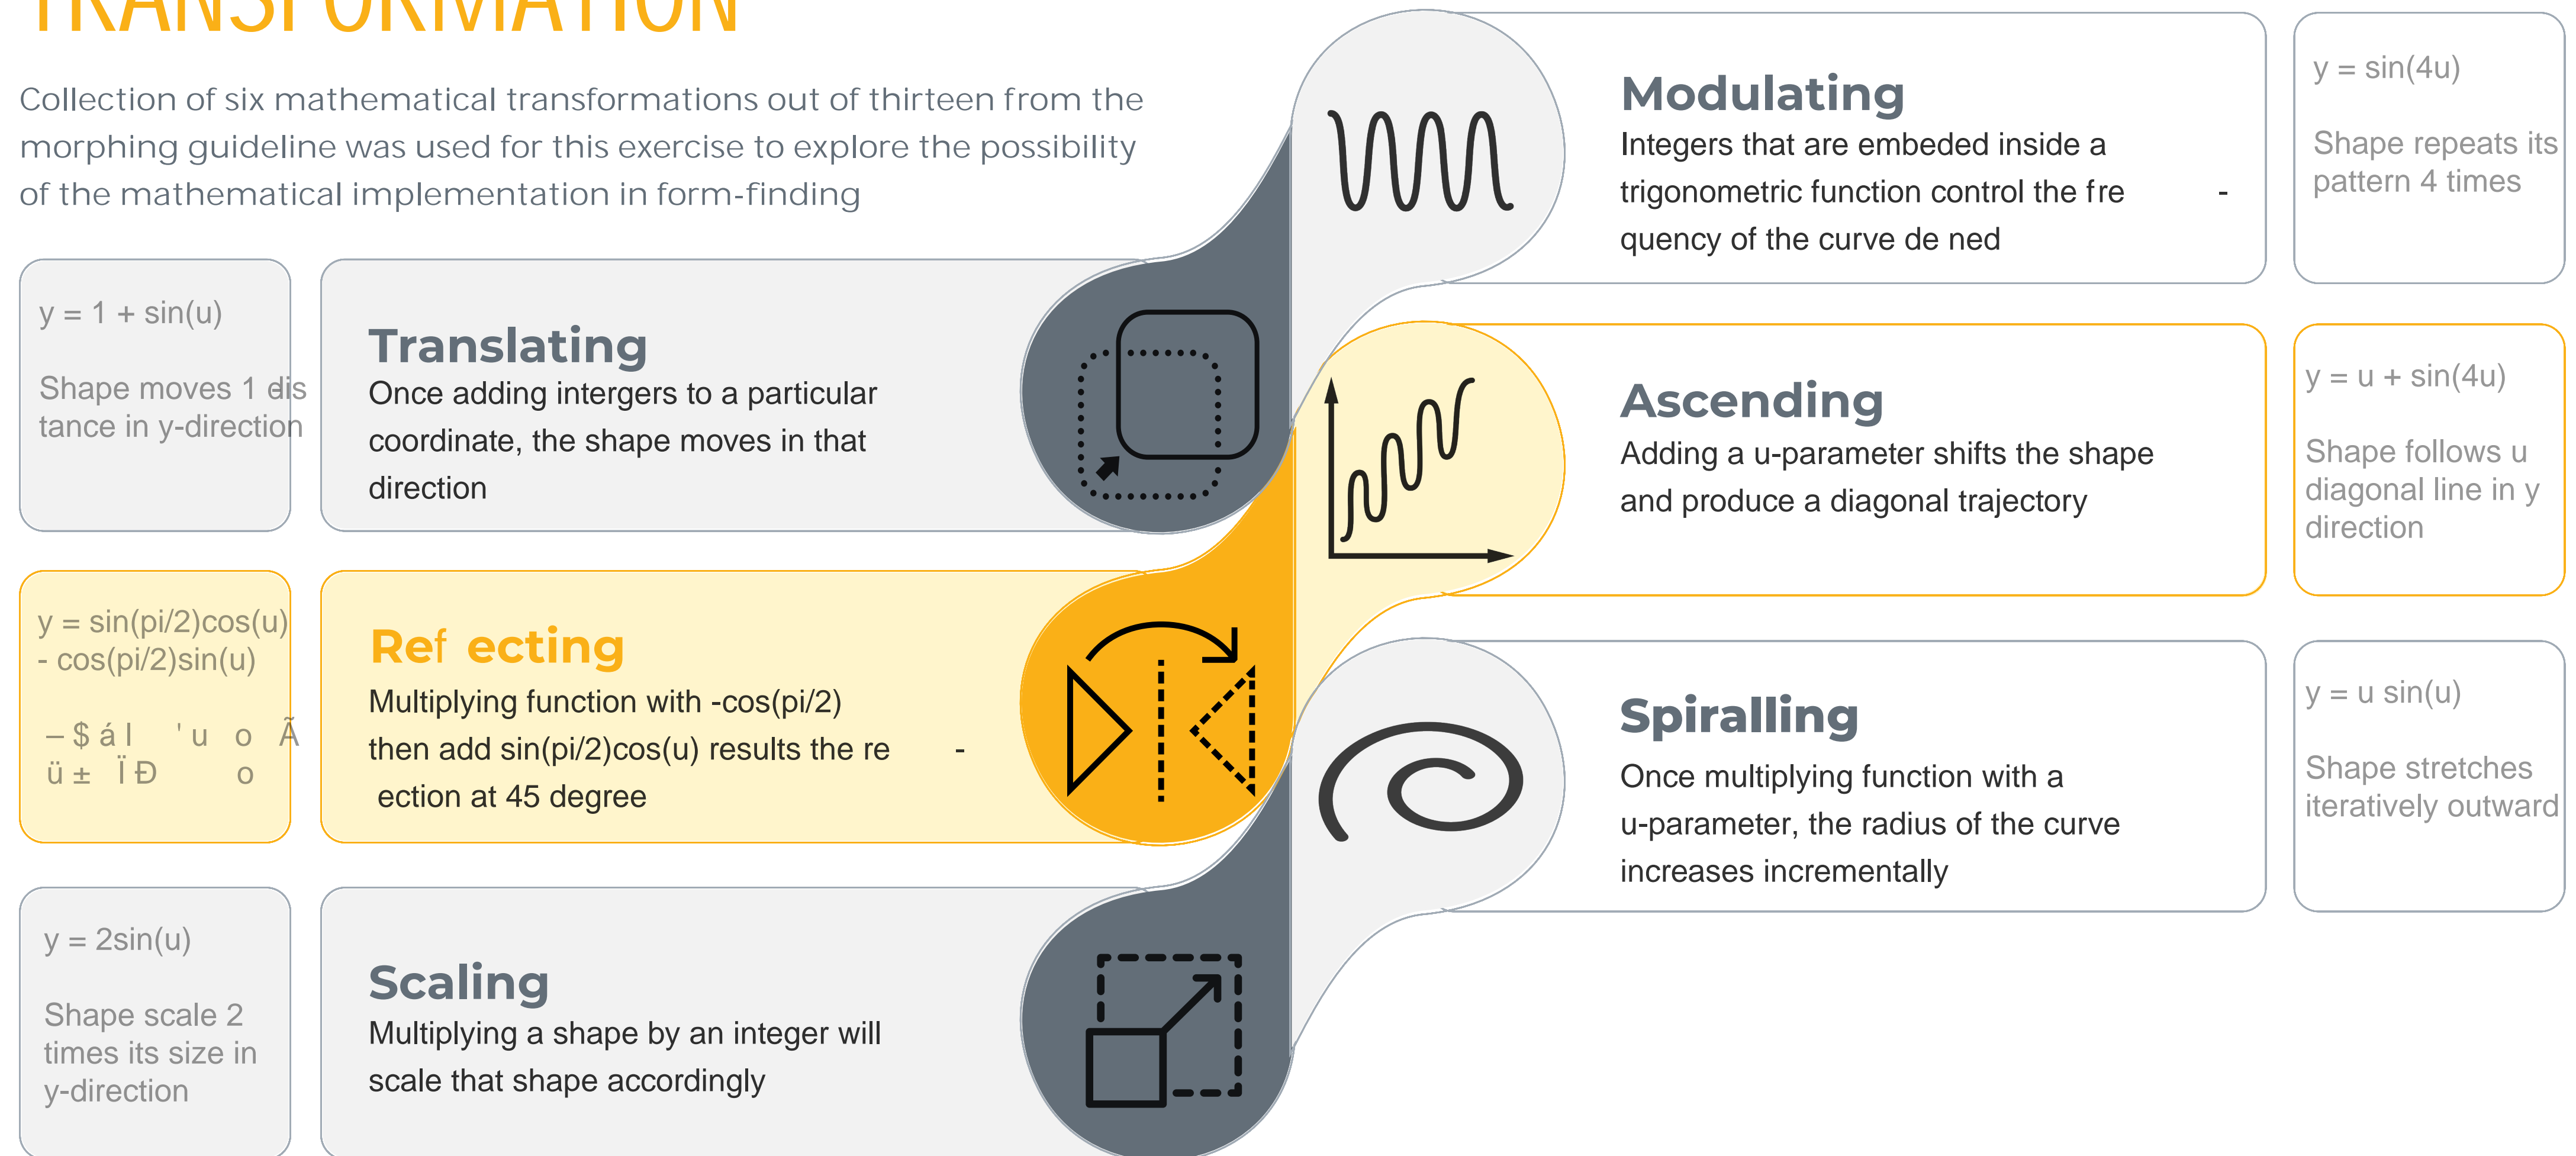 TRANSFORMATION
Collection of six mathematical transformations out of thirteen from the
morphing guideline was used for this exercise to explore the possibility
of the mathematical implementation in form-finding
y = 1 + sin(u)
Shape moves 1 dis-
tance in y-direction
Translating
Once adding intergers to a particular
coordinate, the shape moves in that
direction
y = sin(pi/2)cos(u)
- cos(pi/2)sin(u)
– $ á l ' u o Ã
ü ± Ï Ð o
Ref ecting
Multiplying function with -cos(pi/2)
then add sin(pi/2)cos(u) results the re -
ection at 45 degree
y = 2sin(u)
Shape scale 2
times its size in
y-direction
Scaling
Multiplying a shape by an integer will
scale that shape accordingly
Modulating
Integers that are embeded inside a
trigonometric function control the fre -
quency of the curve de ned
y = sin(4u)
Shape repeats its
pattern 4 times
Ascending
Adding a u-parameter shifts the shape
and produce a diagonal trajectory
y = u + sin(4u)
Shape follows u
diagonal line in y
direction
Spiralling
Once multiplying function with a
u-parameter, the radius of the curve
increases incrementally
y = u sin(u)
Shape stretches
iteratively outward